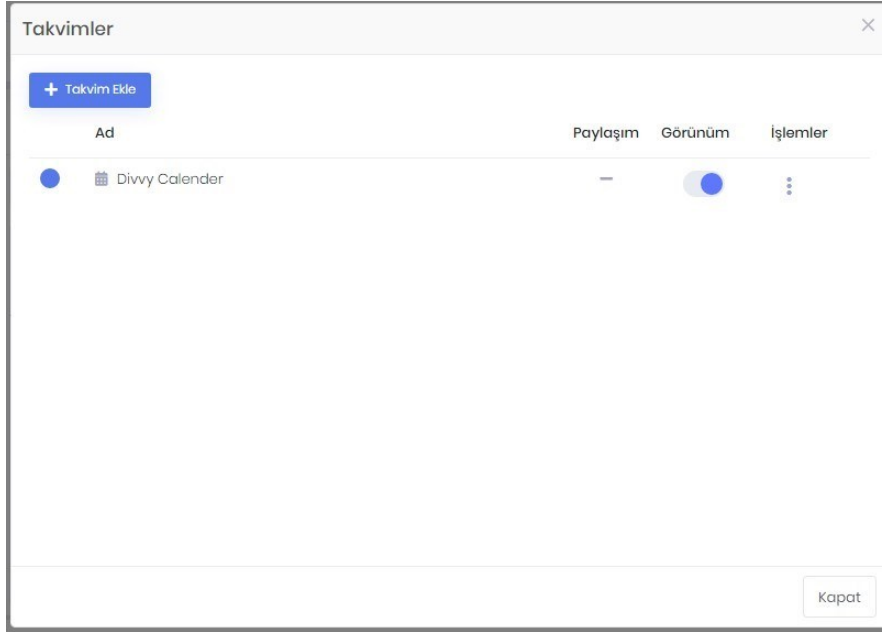 Takvimler
Takvim Ekle
Ad Paylaşım Görünüm İşlemler
Divvy Calender
Kapat